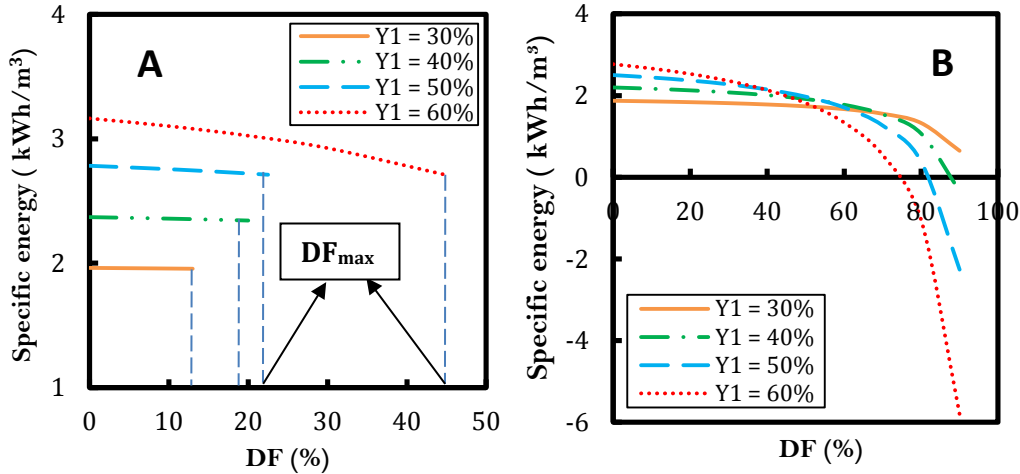 A
Specific energy ( kWh/m³)
4
3
2
1
Y1 = 30%
Y1 = 40%
Y1 = 50%
Y1 = 60%
DFmax
0 10 20 30 40 50
DF (%)
B
Specific energy ( kWh/m³)
4
2
0
-2
-4
-6
0 20 40 60 80 100
Y1 = 30%
Y1 = 40%
Y1 = 50%
Y1 = 60%
DF (%)